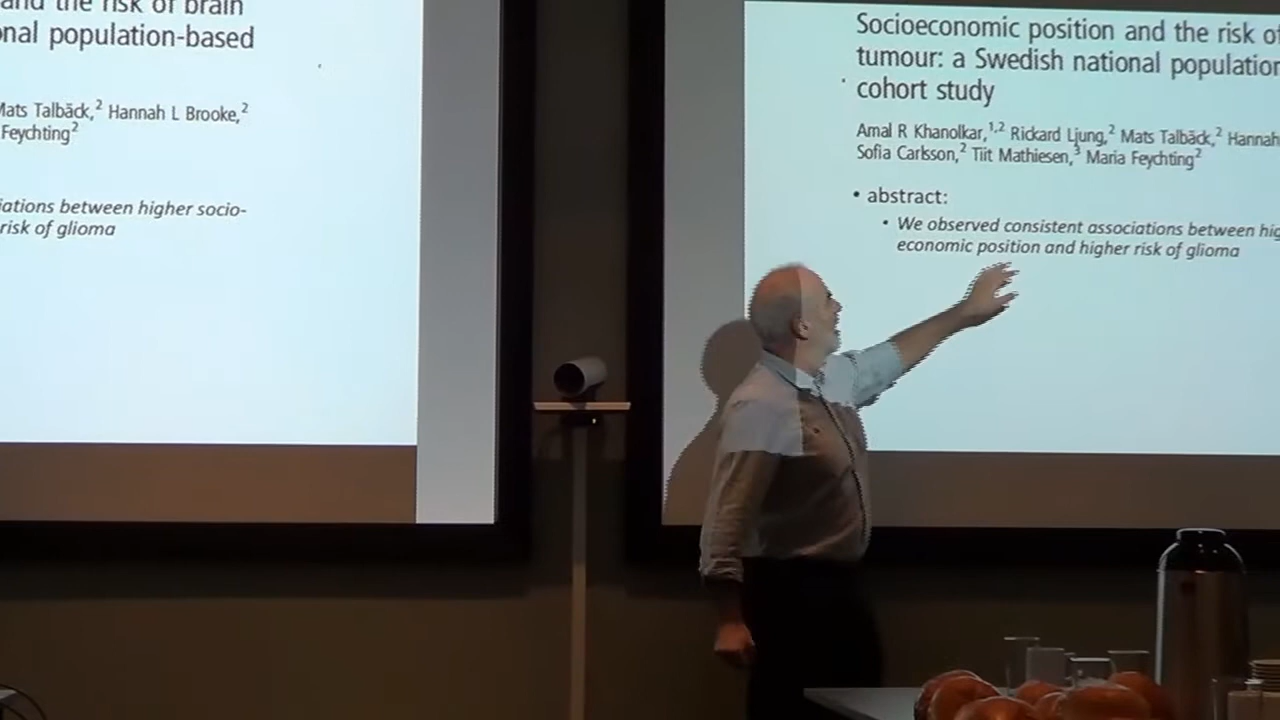 and the risk of brain
onal population-based
Mats Talbäck,2 Hannah L Brooke,2
Feychting2
iations between higher socio-
risk of glioma
Socioeconomic position and the risk of
tumour: a Swedish national population
cohort study
Amal R Khanolkar,1,2 Rickard Ljung,2 Mats Talbäck,2 Hannah
Sofia Carlsson,2 Tiit Mathiesen,3 Maria Feychting2
• abstract:
• We observed consistent associations between hig
economic position and higher risk of glioma